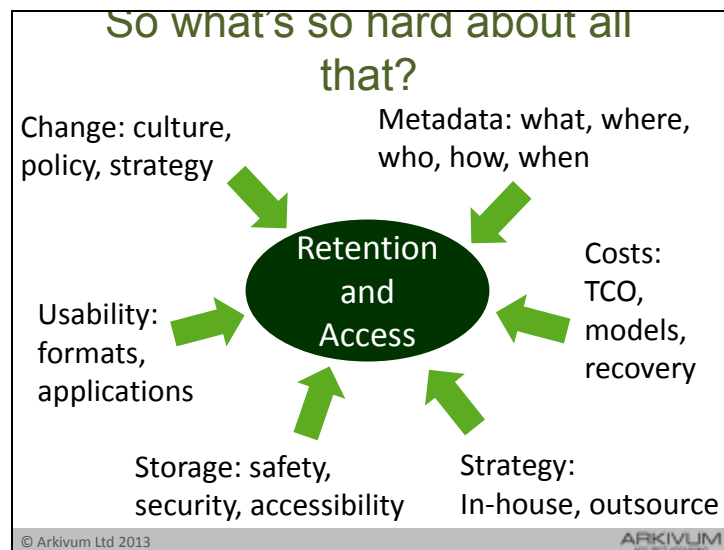 So what's so hard about all
that?
Change: culture,
policy, strategy
Metadata: what, where,
who, how, when
Retention
and
Access
Costs:
TCO,
models,
recovery
Usability:
formats,
applications
Storage: safety,
security, accessibility
Strategy:
In-house, outsource
© Arkivum Ltd 2013
ARKIVUM